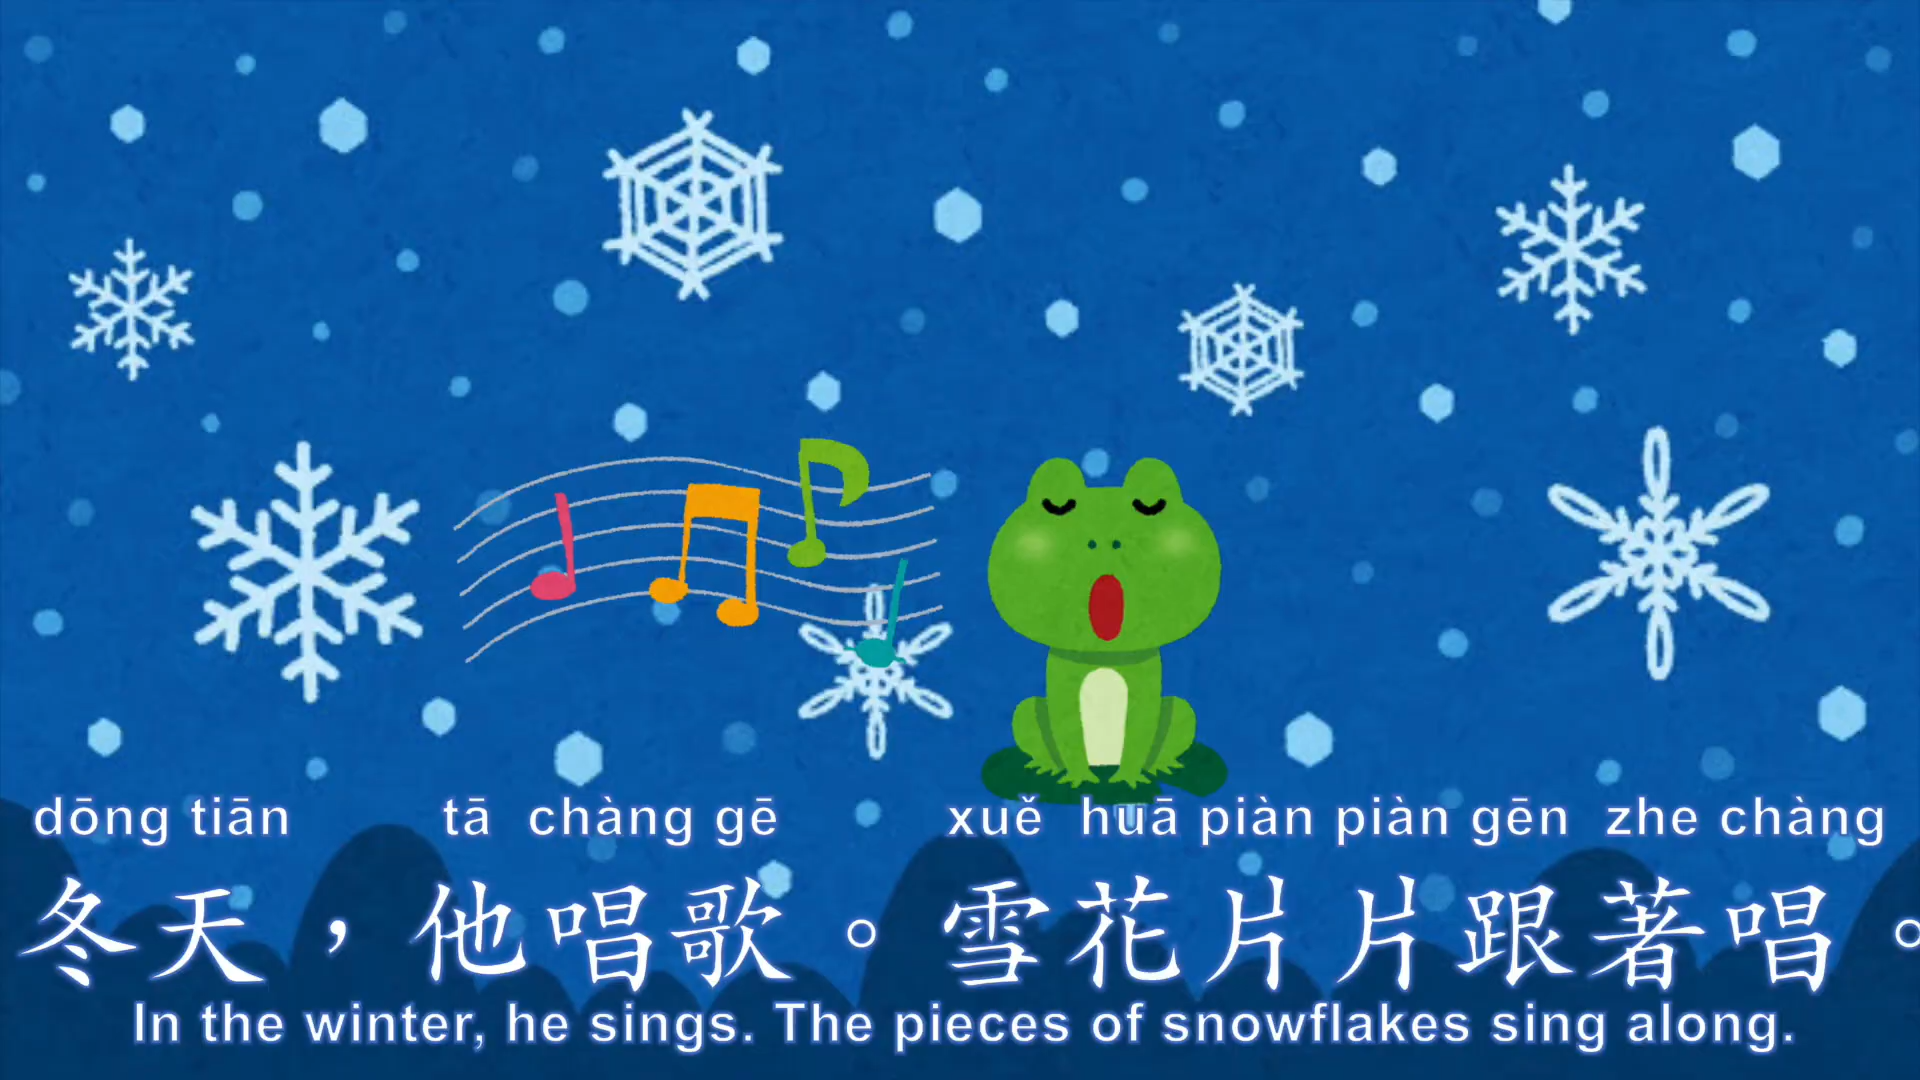 dōng tiān tā chàng gē xuě huā piàn piàn gēn zhe chàng
冬天，他唱歌。雪花片片跟著唱。
In the winter, he sings. The pieces of snowflakes sing along.